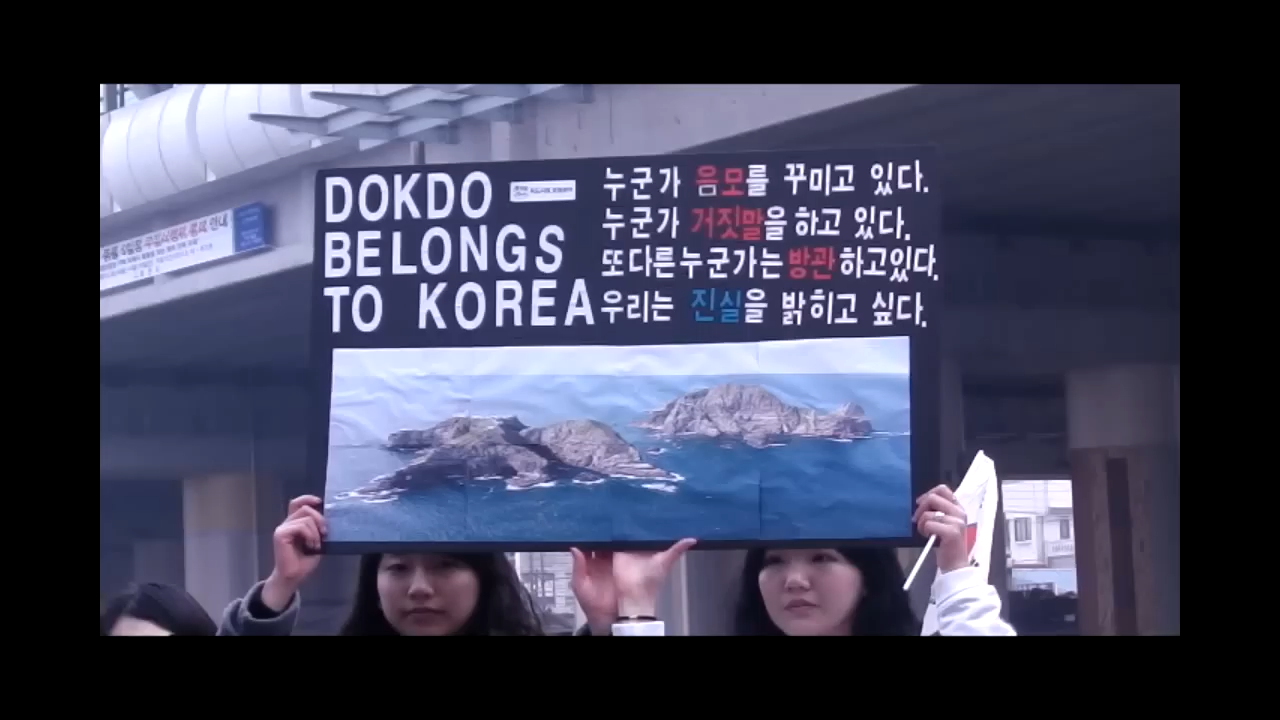 DOKDO
BELONGS
TO KOREA
누군가 음모를 꾸미고 있다.
누군가 거짓말을 하고 있다.
또다른누군가는 방관하고있다.
우리는 진실을 밝히고 싶다.